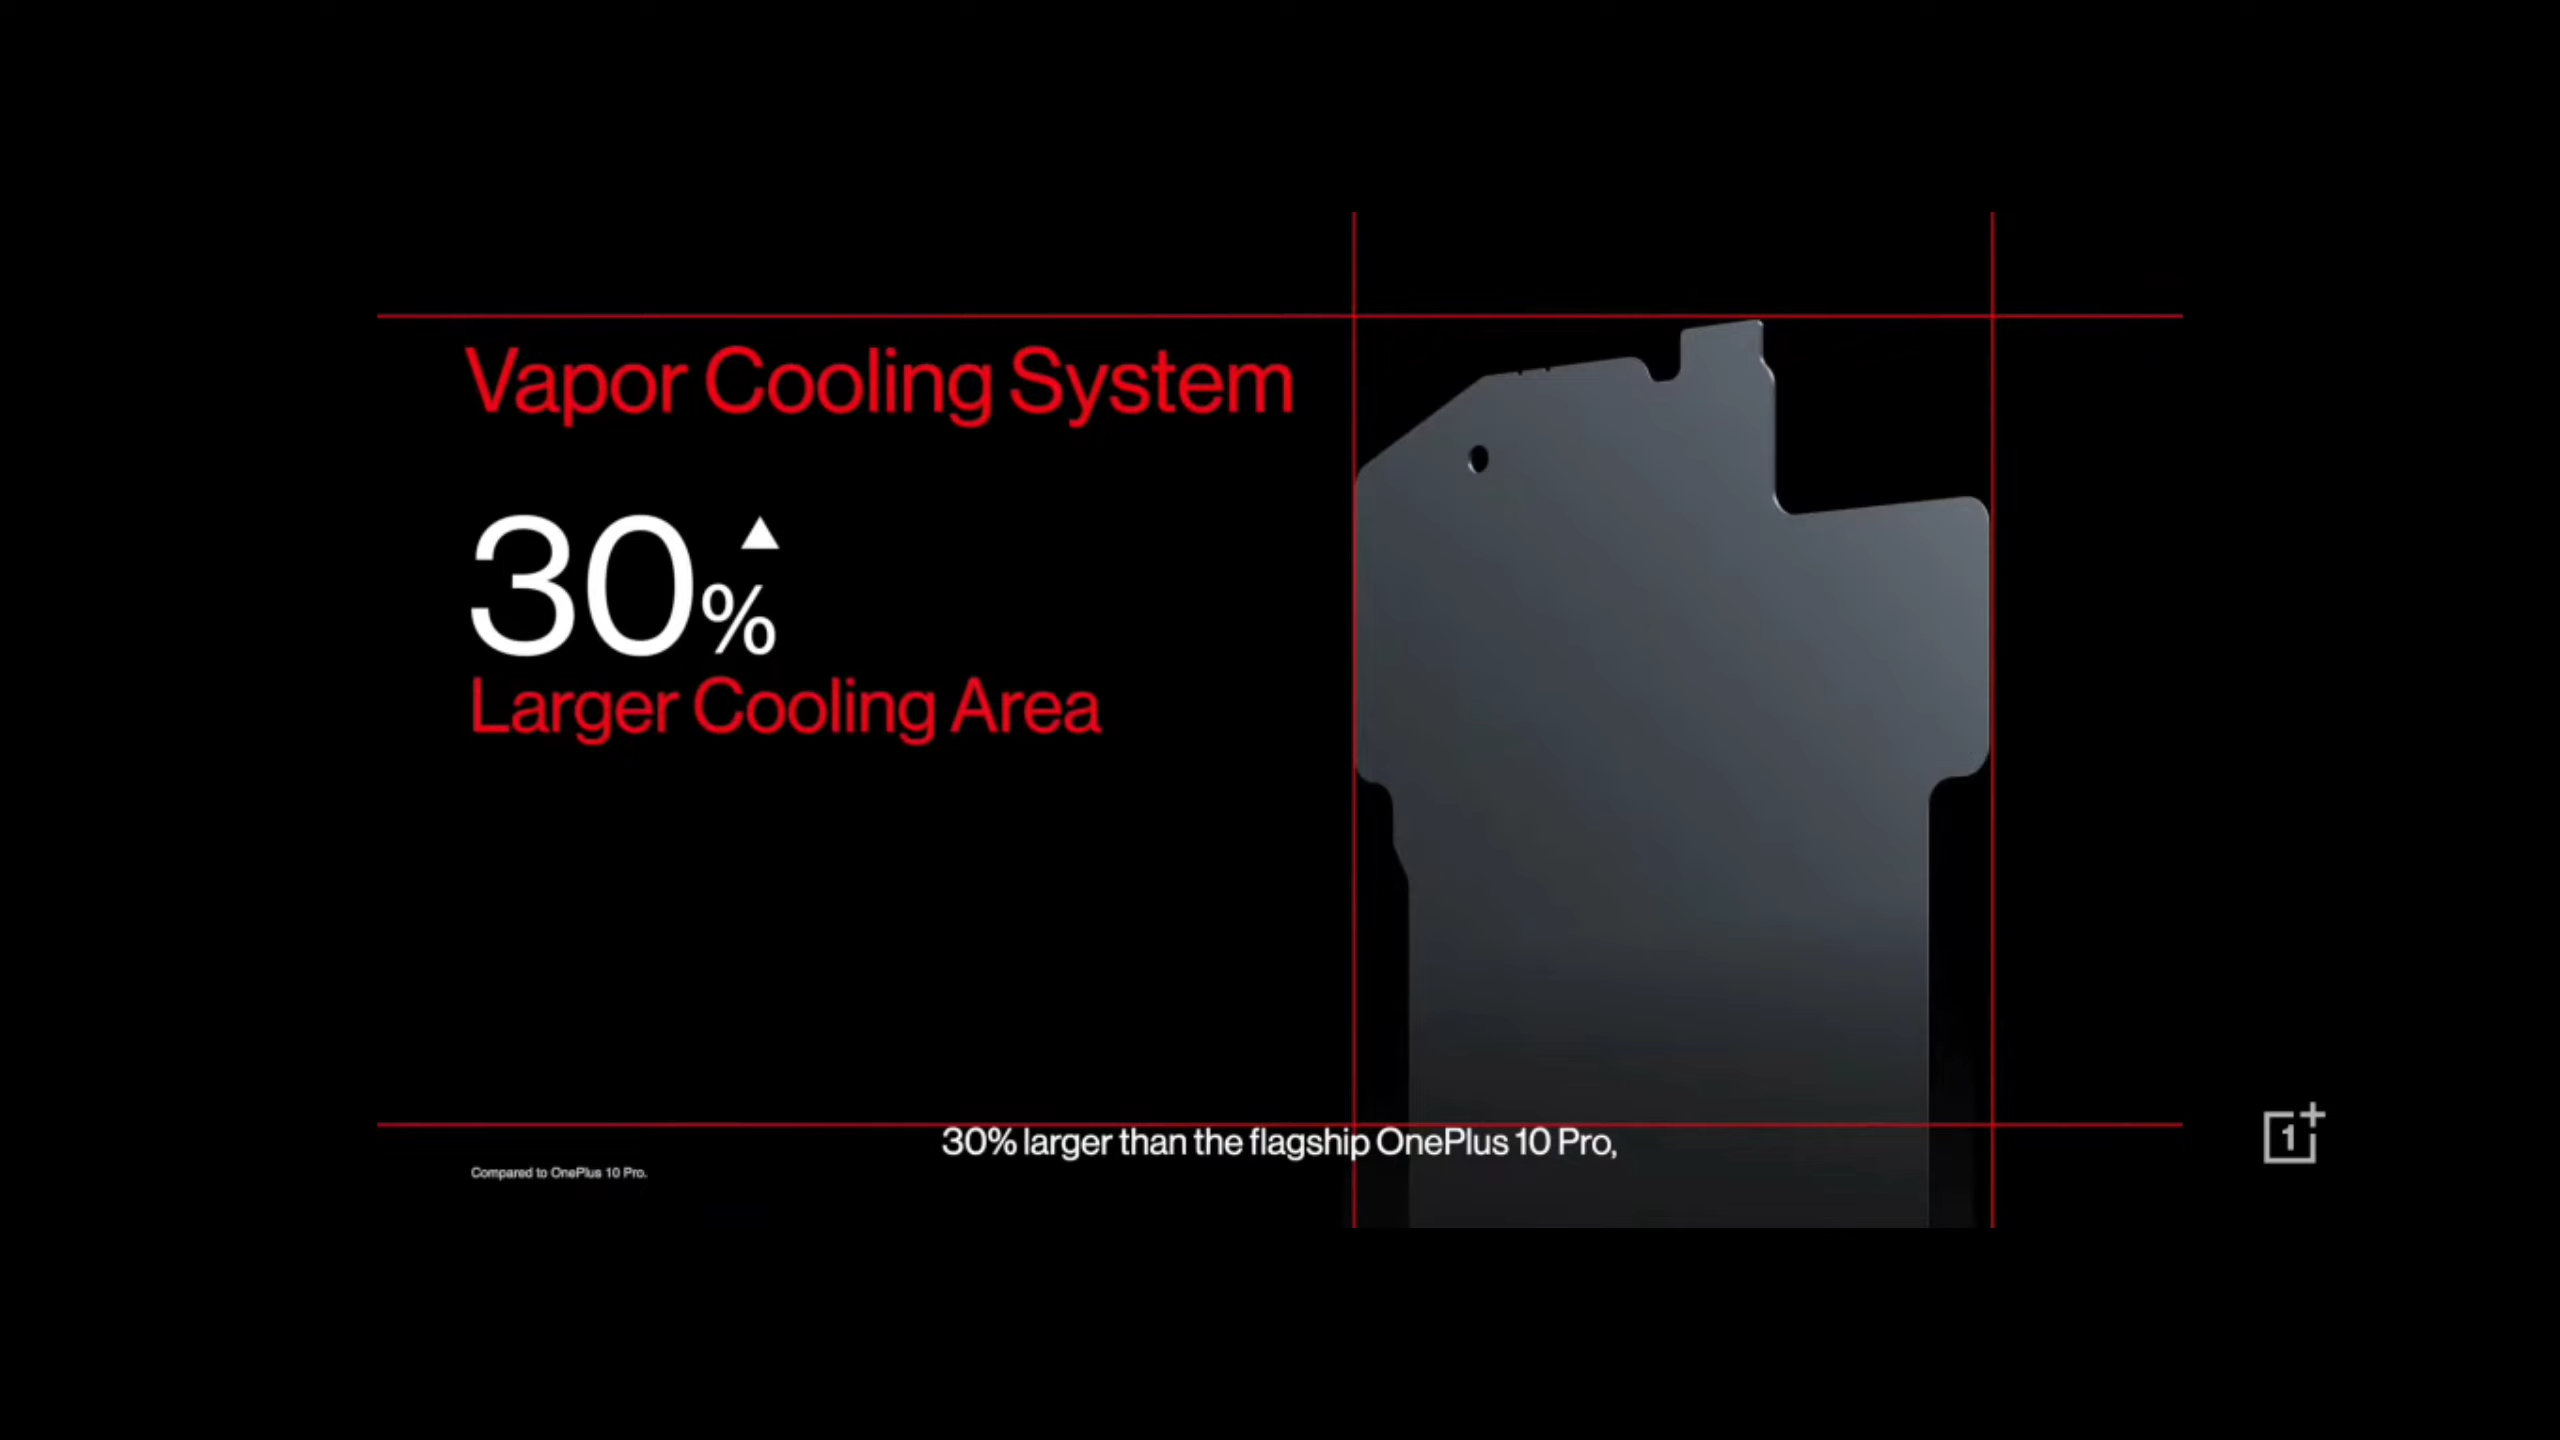 Vapor Cooling System
30%▲
Larger Cooling Area
30% larger than the flagship OnePlus 10 Pro,
Compared to OnePlus 10 Pro.
1+